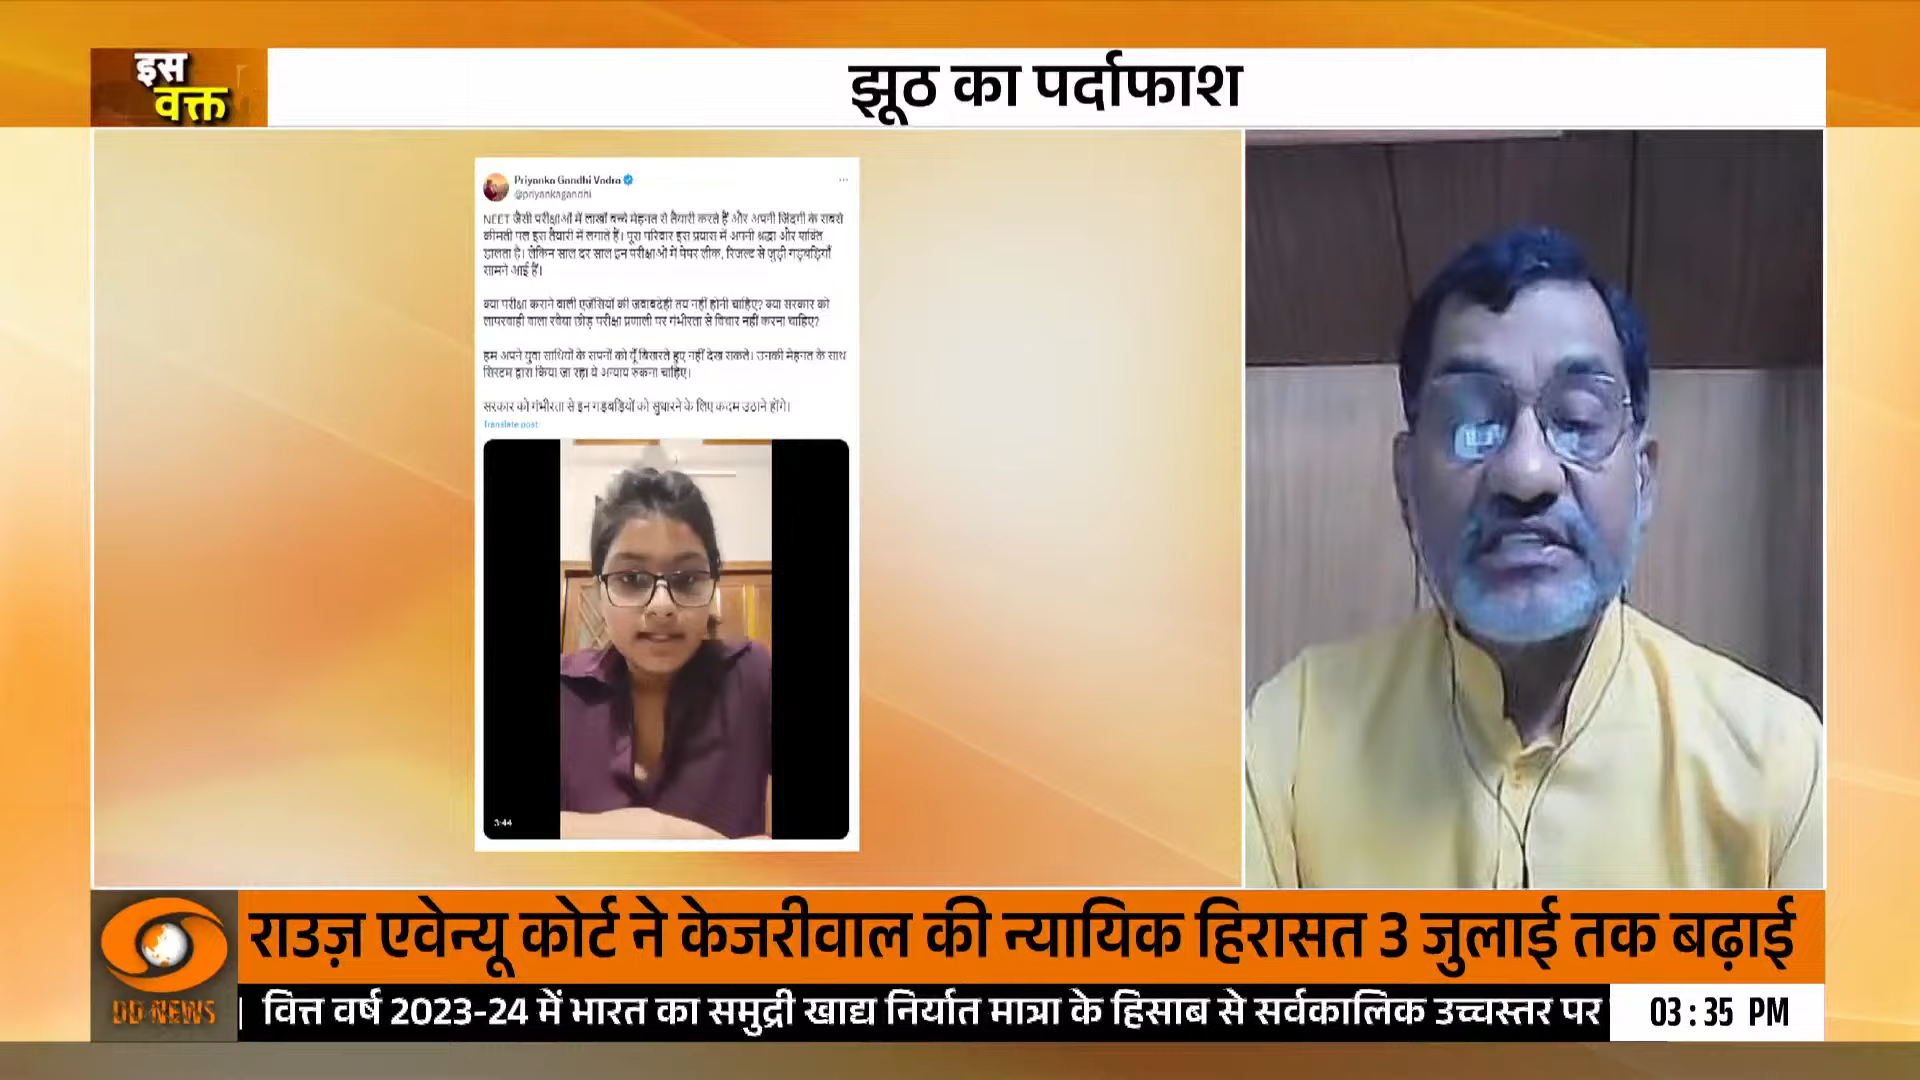 इस
वक्त
झूठ का पर्दाफाश
Priyanka Gandhi Vadra
@priyankagandhi
NEET जैसी परीक्षाओं में लाखों बच्चे मेहनत से तैयारी करते हैं और अपनी ज़िंदगी के सबसे
कीमती पल इस तैयारी में लगाते हैं। पूरा परिवार इस प्रयास में अपनी श्रद्धा और शक्ति
डालता है। लेकिन साल दर साल इन परीक्षाओं में पेपर लीक, रिजल्ट से जुड़ी गड़बड़ियाँ
सामने आई हैं।
क्या परीक्षा कराने वाली एजेंसियों की जवाबदेही तय नहीं होनी चाहिए? क्या सरकार को
लापरवाही वाला रवैया छोड़ परीक्षा प्रणाली पर गंभीरता से विचार नहीं करना चाहिए?
हम अपने युवा साथियों के सपनों को यूँ बिखरते हुए नहीं देख सकते। उनकी मेहनत के साथ
सिस्टम द्वारा किया जा रहा ये अन्याय रुकना चाहिए।
सरकार को गंभीरता से इन गड़बड़ियों को सुधारने के लिए कदम उठाने होंगे।
Translate post
3:44
राउज़ एवेन्यू कोर्ट ने केजरीवाल की न्यायिक हिरासत 3 जुलाई तक बढ़ाई
DD NEWS
वित्त वर्ष 2023-24 में भारत का समुद्री खाद्य निर्यात मात्रा के हिसाब से सर्वकालिक उच्चस्तर पर
03:35 PM